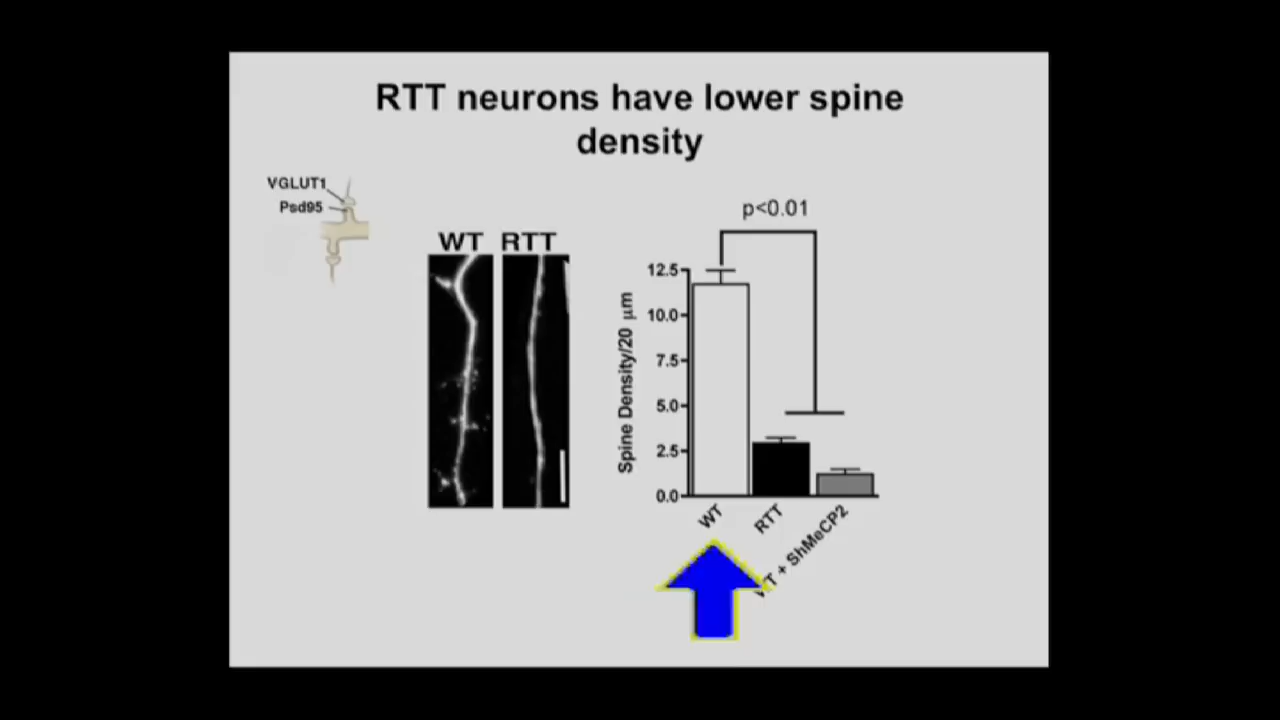 RTT neurons have lower spine
density
VGLUT1
Psd95
WT RTT
p<0.01
Spine Density/20 μm
12.5
10.0
7.5
5.0
2.5
0.0
WT
RTT
WT + ShMeCP2